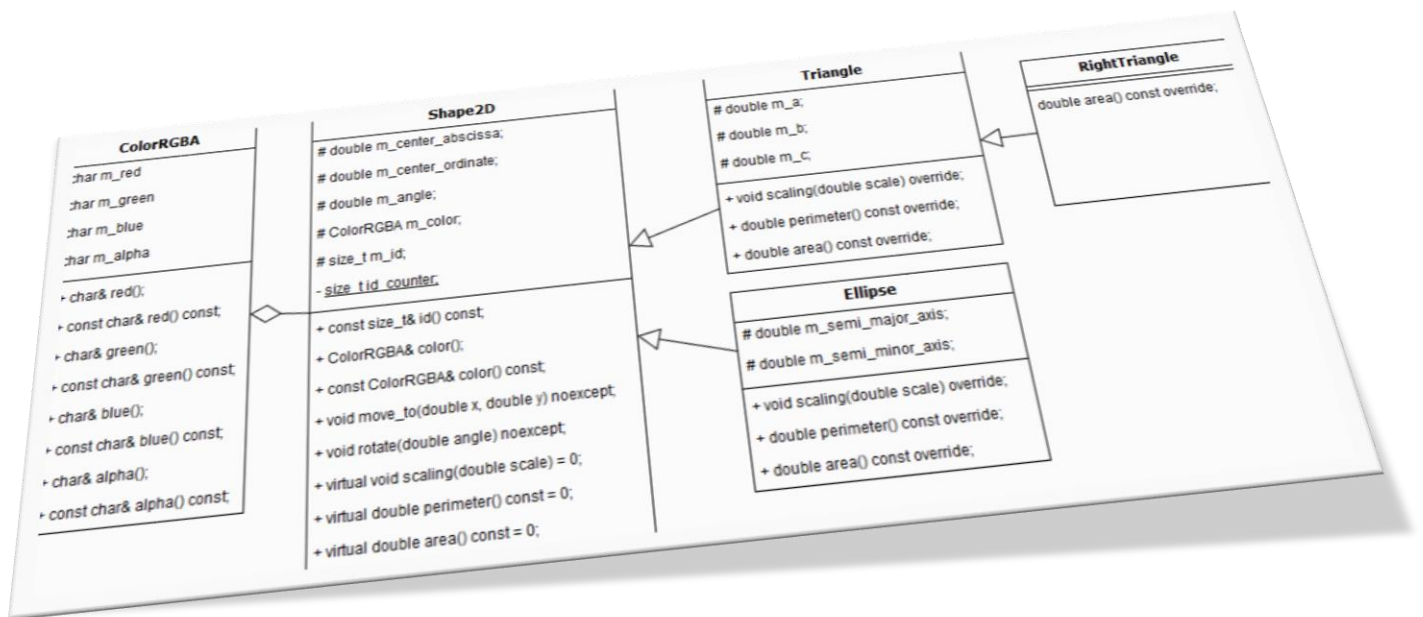 ColorRGBA
char m_red
char m_green
char m_blue
char m_alpha
+ char& red();
+ const char& red() const;
+ char& green();
+ const char& green() const;
+ char& blue();
+ const char& blue() const;
+ char& alpha();
+ const char& alpha() const;
Shape2D
# double m_center_abscissa;
# double m_center_ordinate;
# double m_angle;
# ColorRGBA m_color;
# size_t m_id;
- size_t id_counter;
+ const size_t& id() const;
+ ColorRGBA& color();
+ const ColorRGBA& color() const;
+ void move_to(double x, double y) noexcept;
+ void rotate(double angle) noexcept;
+ virtual void scaling(double scale) = 0;
+ virtual double perimeter() const = 0;
+ virtual double area() const = 0;
Triangle
# double m_a;
# double m_b;
# double m_c;
+ void scaling(double scale) override;
+ double perimeter() const override;
+ double area() const override;
Ellipse
# double m_semi_major_axis;
# double m_semi_minor_axis;
+ void scaling(double scale) override;
+ double perimeter() const override;
+ double area() const override;
RightTriangle
double area() const override;